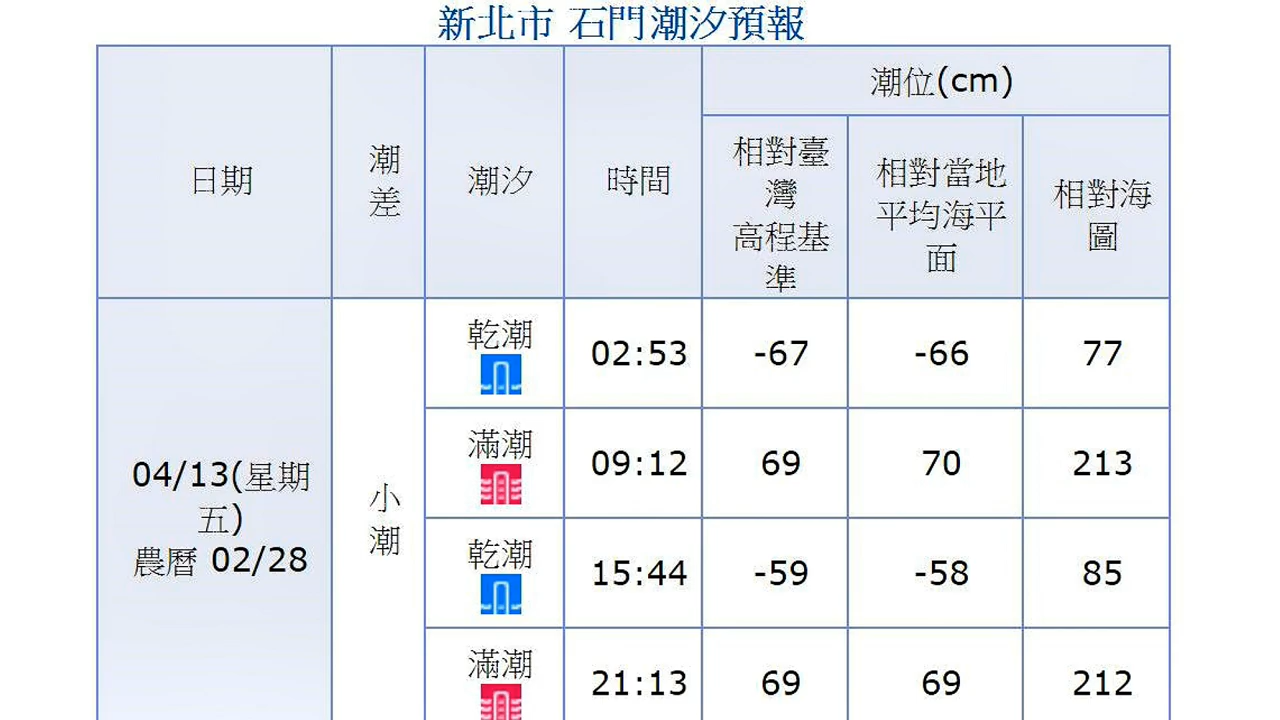 新北市 石門潮汐預報
日期
潮
差
潮汐
時間
潮位(cm)
相對臺
灣
高程基
準
相對當地
平均海平
面
相對海
圖
04/13(星期
五)
農曆 02/28
小
潮
乾潮
02:53
-67
-66
77
滿潮
09:12
69
70
213
乾潮
15:44
-59
-58
85
滿潮
21:13
69
69
212